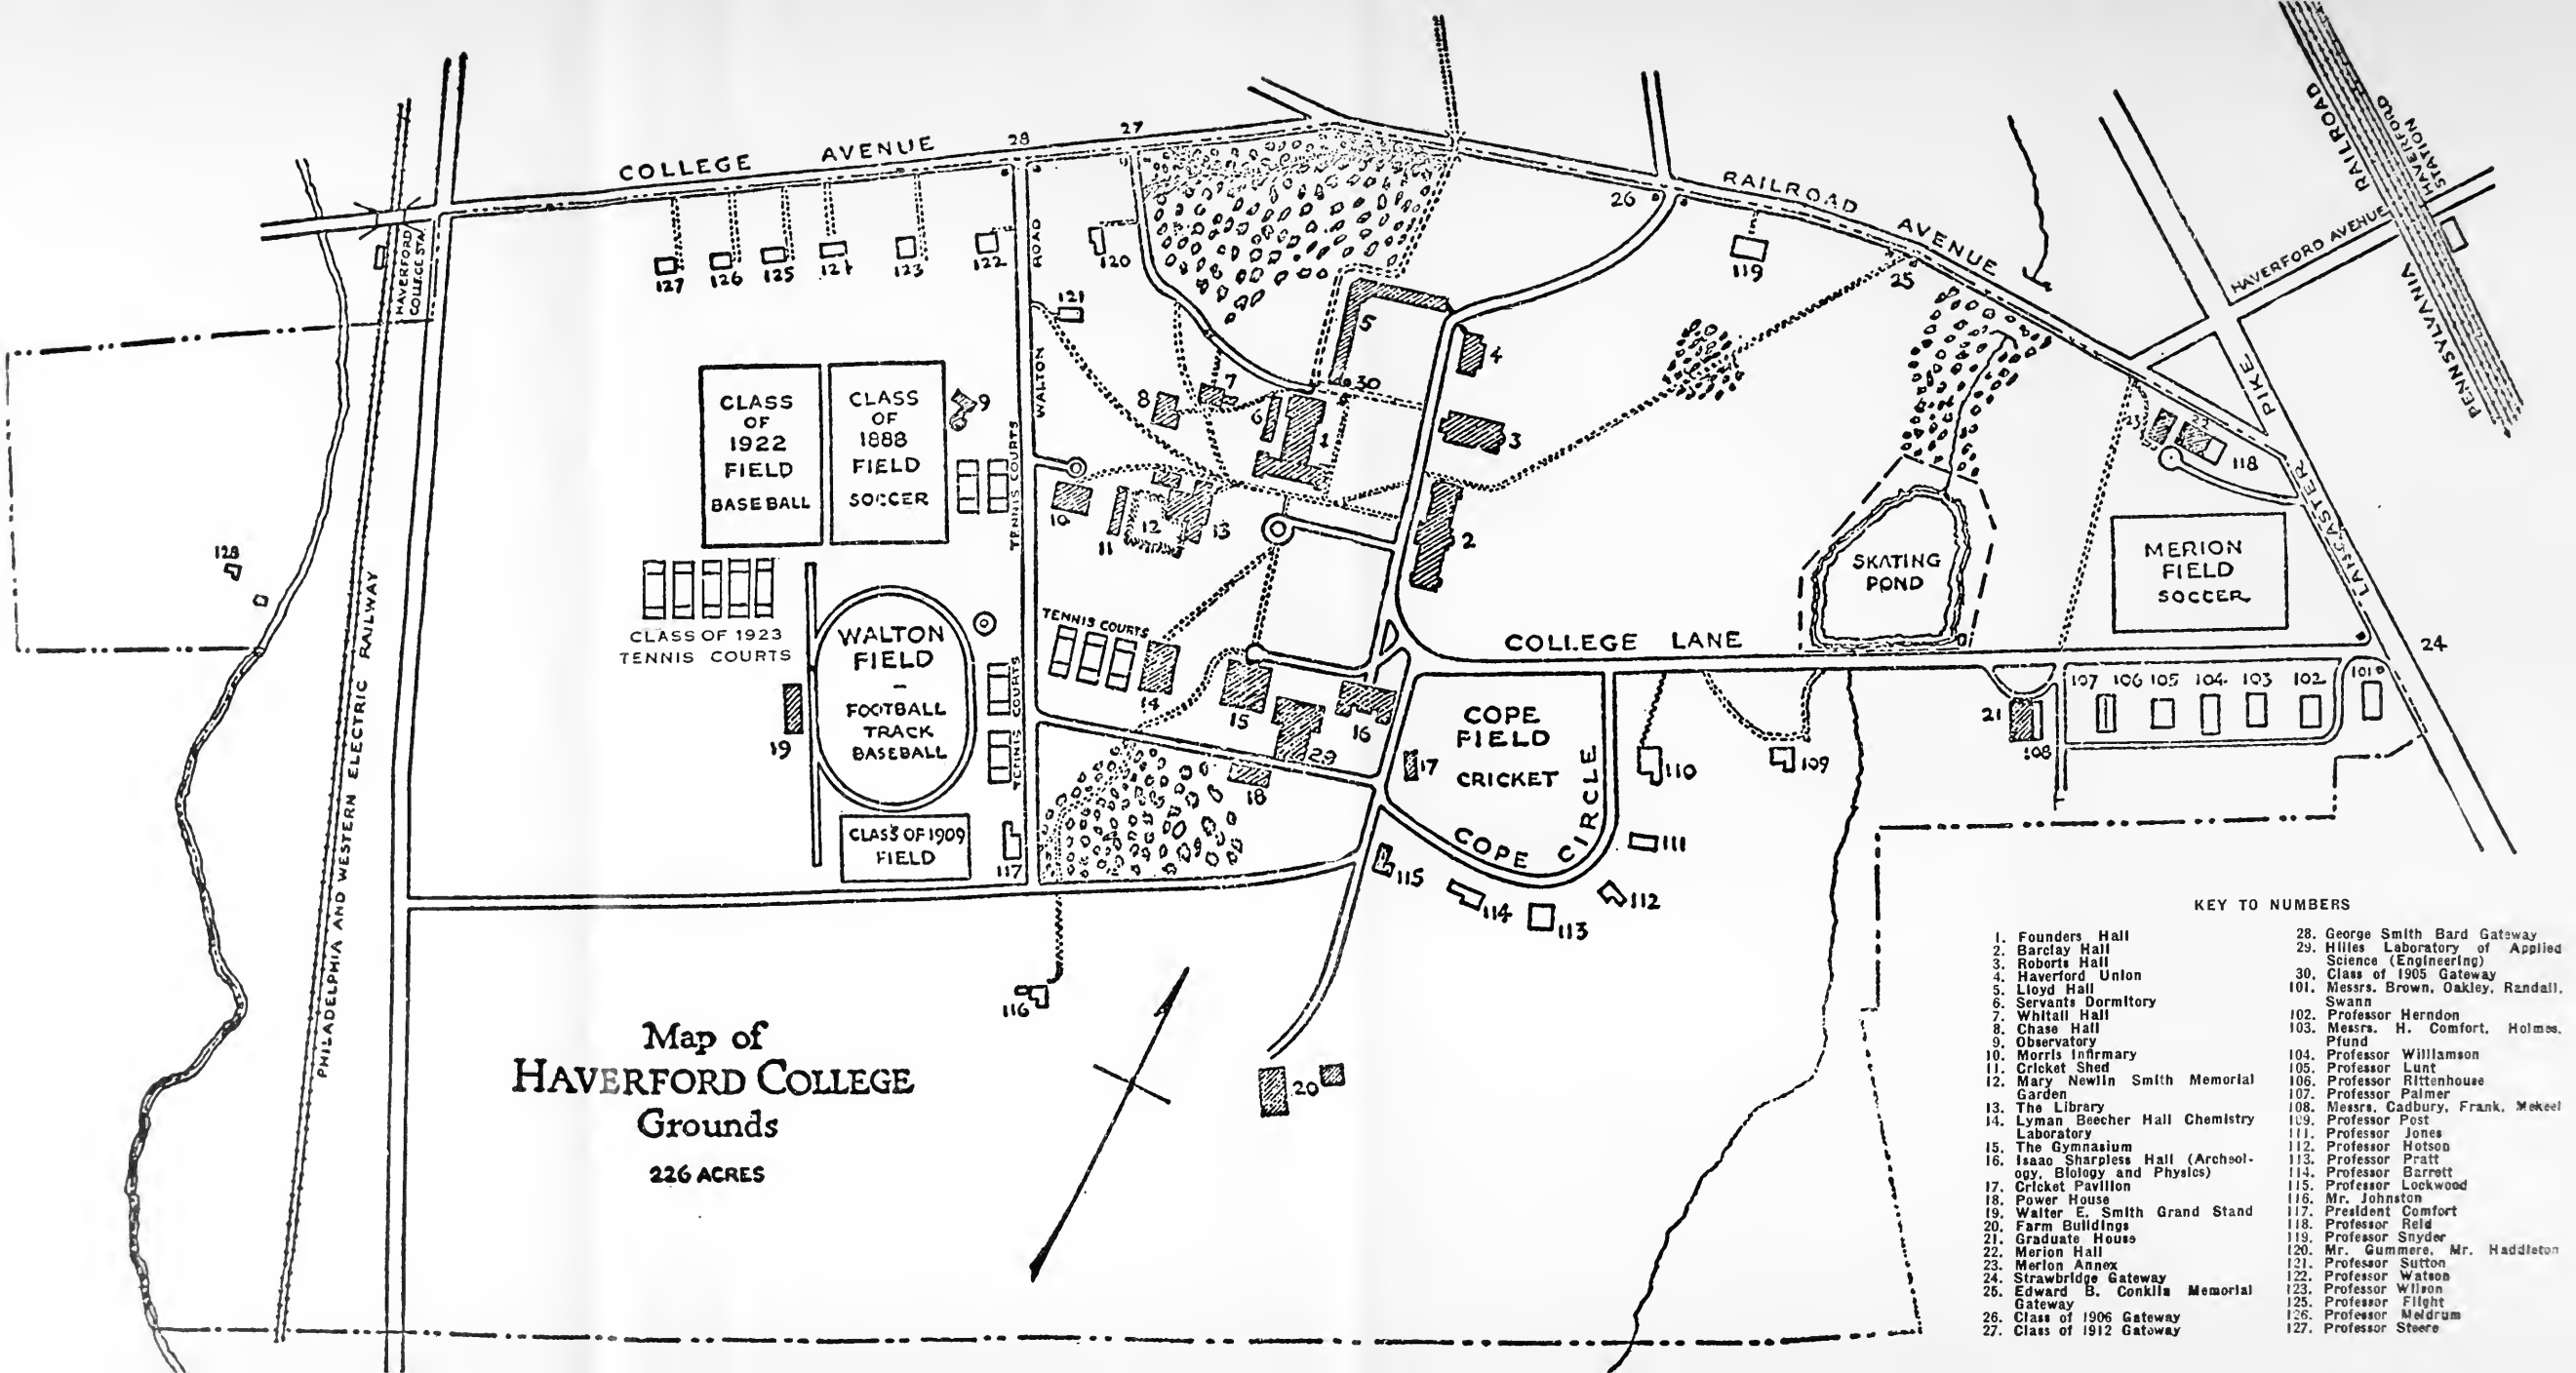 COLLEGE AVENUE
28
27
RAILROAD AVENUE
26
25
RAILROAD
HAVERFORD
STATION
HAVERFORD AVENUE
PENNSYLVANIA
LANCASTER PIKE
HAVERFORD
COLLEGE STA.
127
126
125
124
123
122
120
121
119
WALTON ROAD
CLASS
OF
1922
FIELD
BASEBALL
CLASS
OF
1888
FIELD
SOCCER
9
TENNIS COURTS
5
4
30
7
8
6
1
3
2
10
11
12
13
23
22
118
128
CLASS OF 1923
TENNIS COURTS
WALTON
FIELD
FOOTBALL
TRACK
BASEBALL
TENNIS COURTS
TENNIS COURTS
TENNIS COURTS
CLASS OF 1909
FIELD
19
117
14
15
16
29
18
17
SKATING
POND
MERION
FIELD
SOCCER
COLLEGE LANE
24
COPE
FIELD
CRICKET
COPE CIRCLE
110
109
21
108
107
106
105
104
103
102
101
111
112
113
114
115
116
20
PHILADELPHIA AND WESTERN ELECTRIC RAILWAY
Map of
HAVERFORD COLLEGE
Grounds
226 ACRES
KEY TO NUMBERS
1. Founders Hall
2. Barclay Hall
3. Roberts Hall
4. Haverford Union
5. Lloyd Hall
6. Servants Dormitory
7. Whitall Hall
8. Chase Hall
9. Observatory
10. Morris Infirmary
11. Cricket Shed
12. Mary Newlin Smith Memorial
Garden
13. The Library
14. Lyman Beecher Hall Chemistry
Laboratory
15. The Gymnasium
16. Isaac Sharpless Hall (Archeol-
ogy, Biology and Physics)
17. Cricket Pavilion
18. Power House
19. Walter E. Smith Grand Stand
20. Farm Buildings
21. Graduate House
22. Merion Hall
23. Merion Annex
24. Strawbridge Gateway
25. Edward B. Conklin Memorial
Gateway
26. Class of 1906 Gateway
27. Class of 1912 Gateway
28. George Smith Bard Gateway
29. Hilles Laboratory of Applied
Science (Engineering)
30. Class of 1905 Gateway
101. Messrs. Brown, Oakley, Randall,
Swann
102. Professor Herndon
103. Messrs. H. Comfort, Holmes,
Pfund
104. Professor Williamson
105. Professor Lunt
106. Professor Rittenhouse
107. Professor Palmer
108. Messrs. Cadbury, Frank, Mekeel
109. Professor Post
111. Professor Jones
112. Professor Hotson
113. Professor Pratt
114. Professor Barrett
115. Professor Lockwood
116. Mr. Johnston
117. President Comfort
118. Professor Reid
119. Professor Snyder
120. Mr. Gummere, Mr. Haddleton
121. Professor Sutton
122. Professor Watson
123. Professor Wilson
125. Professor Flight
126. Professor Meldrum
127. Professor Steere